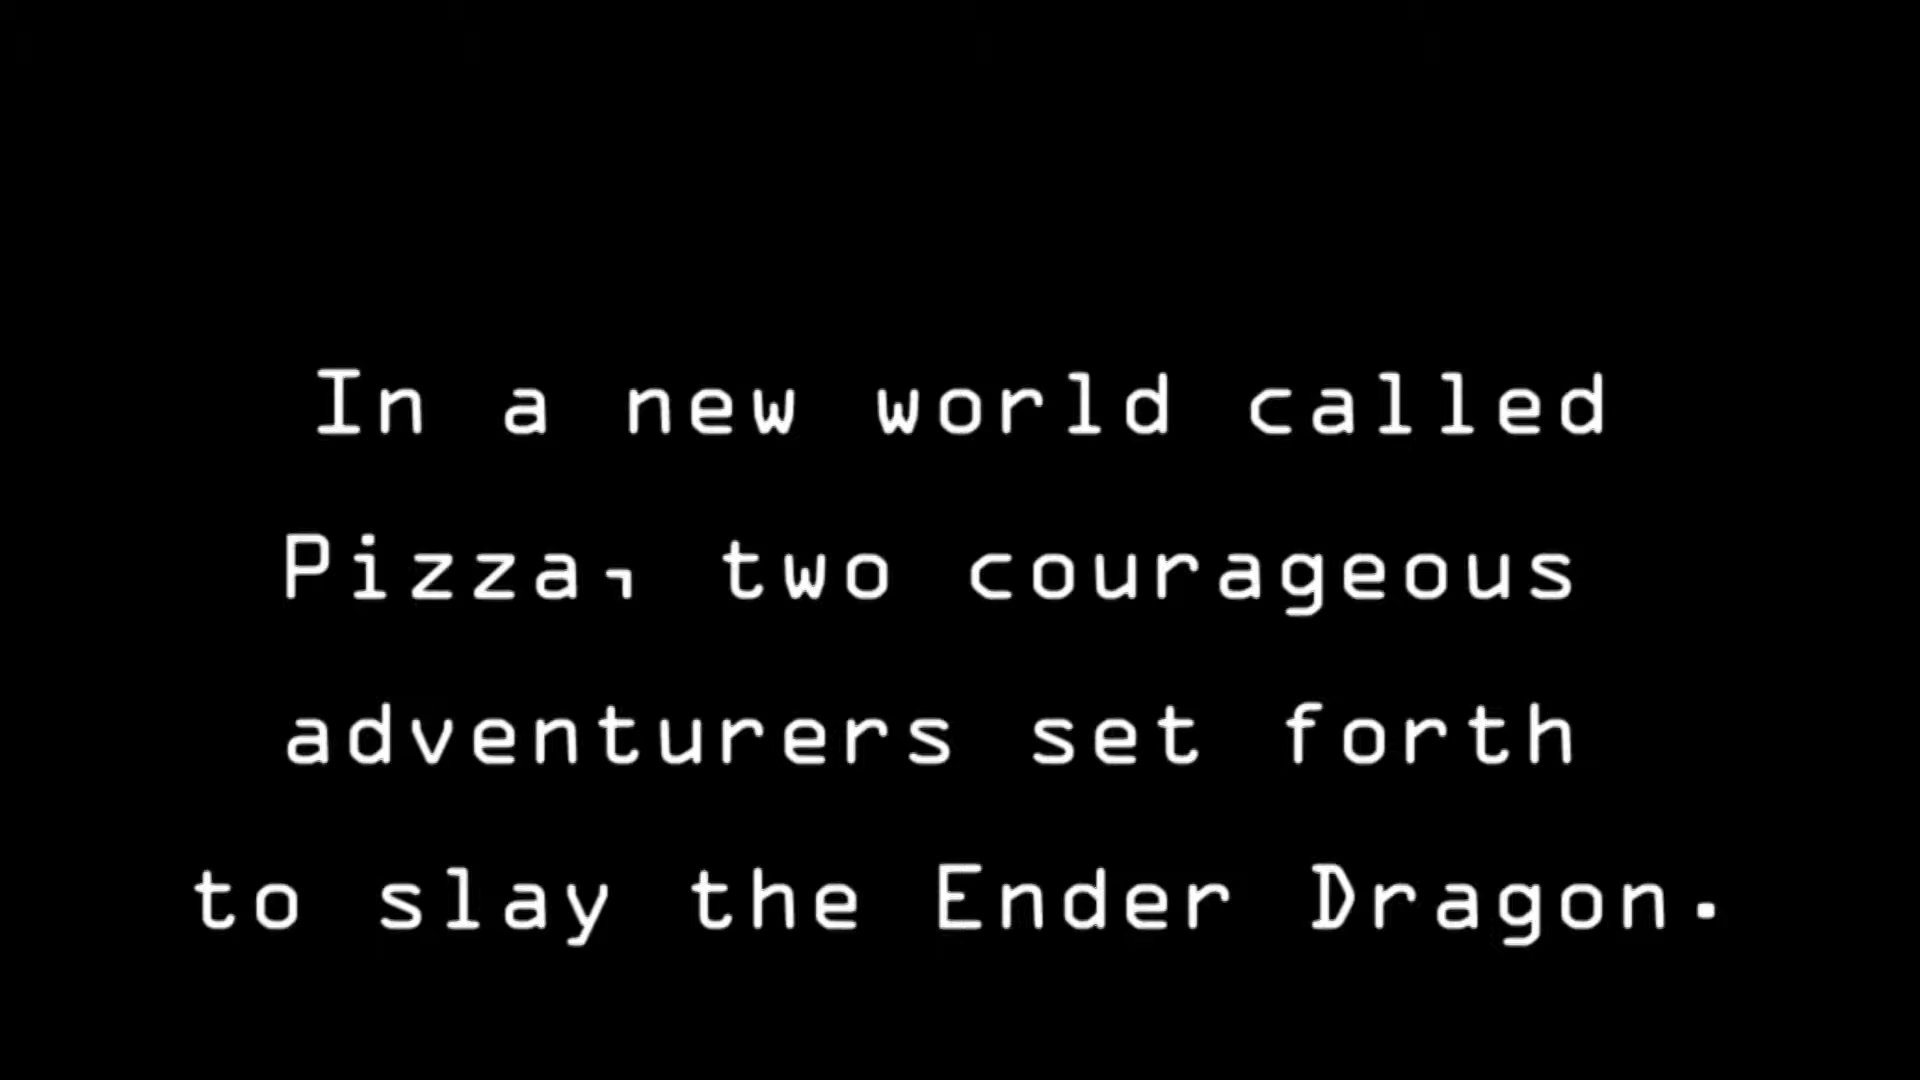 In a new world called
Pizza, two courageous
adventurers set forth
to slay the Ender Dragon.